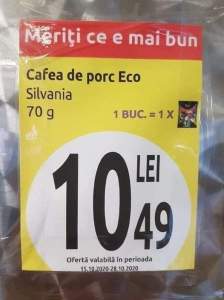 Meriți ce e mai bun
Cafea de porc Eco
Silvania
70 g
1 BUC. = 1 X
10 LEI 49
Ofertă valabilă în perioada
15.10.2020-28.10.2020